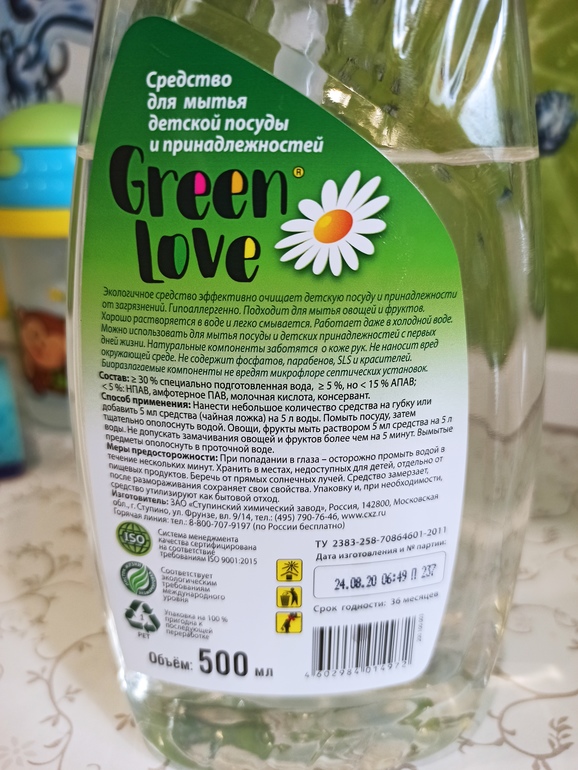 Средство
для мытья
детской посуды
и принадлежностей
Green®
Love
Экологичное средство эффективно очищает детскую посуду и принадлежности
от загрязнений. Гипоаллергенно. Подходит для мытья овощей и фруктов.
Хорошо растворяется в воде и легко смывается. Работает даже в холодной воде.
Можно использовать для мытья посуды и детских принадлежностей с первых
дней жизни. Натуральные компоненты заботятся о коже рук. Не наносит вред
окружающей среде. Не содержит фосфатов, парабенов, SLS и красителей.
Биоразлагаемые компоненты не вредят микрофлоре септических установок.
Состав: ≥ 30 % специально подготовленная вода, ≥ 5 %, но < 15 % АПАВ;
< 5 %: НПАВ, амфотерное ПАВ, молочная кислота, консервант.
Способ применения: Нанести небольшое количество средства на губку или
добавить 5 мл средства (чайная ложка) на 5 л воды. Помыть посуду, затем
тщательно ополоснуть водой. Овощи, фрукты мыть раствором 5 мл средства на 5 л
воды. Не допускать замачивания овощей и фруктов более чем на 5 минут. Вымытые
предметы ополоснуть в проточной воде.
Меры предосторожности: При попадании в глаза – осторожно промыть водой в
течение нескольких минут. Хранить в местах, недоступных для детей, отдельно от
пищевых продуктов. Беречь от прямых солнечных лучей. Средство замерзает,
после размораживания сохраняет свои свойства. Упаковку и, при необходимости,
средство утилизируют как бытовой отход.
Изготовитель: ЗАО «Ступинский химический завод», Россия, 142800, Московская
обл., г. Ступино, ул. Фрунзе, вл. 9/14, тел.: (495) 790-76-46, www.cxz.ru
Горячая линия: тел.: 8-800-707-9197 (по России бесплатно)
ISO
Система менеджмента
качества сертифицирована
на соответствие
требованиям ISO 9001:2015
Соответствует
экологическим
требованиям
международного
уровня
PET
Упаковка на 100 %
пригодна к
последующей
переработке
Объём: 500 мл
ТУ 2383-258-70864601-2011
Дата изготовления и № партии:
24.08.20 06:49 П 237
Срок годности: 36 месяцев